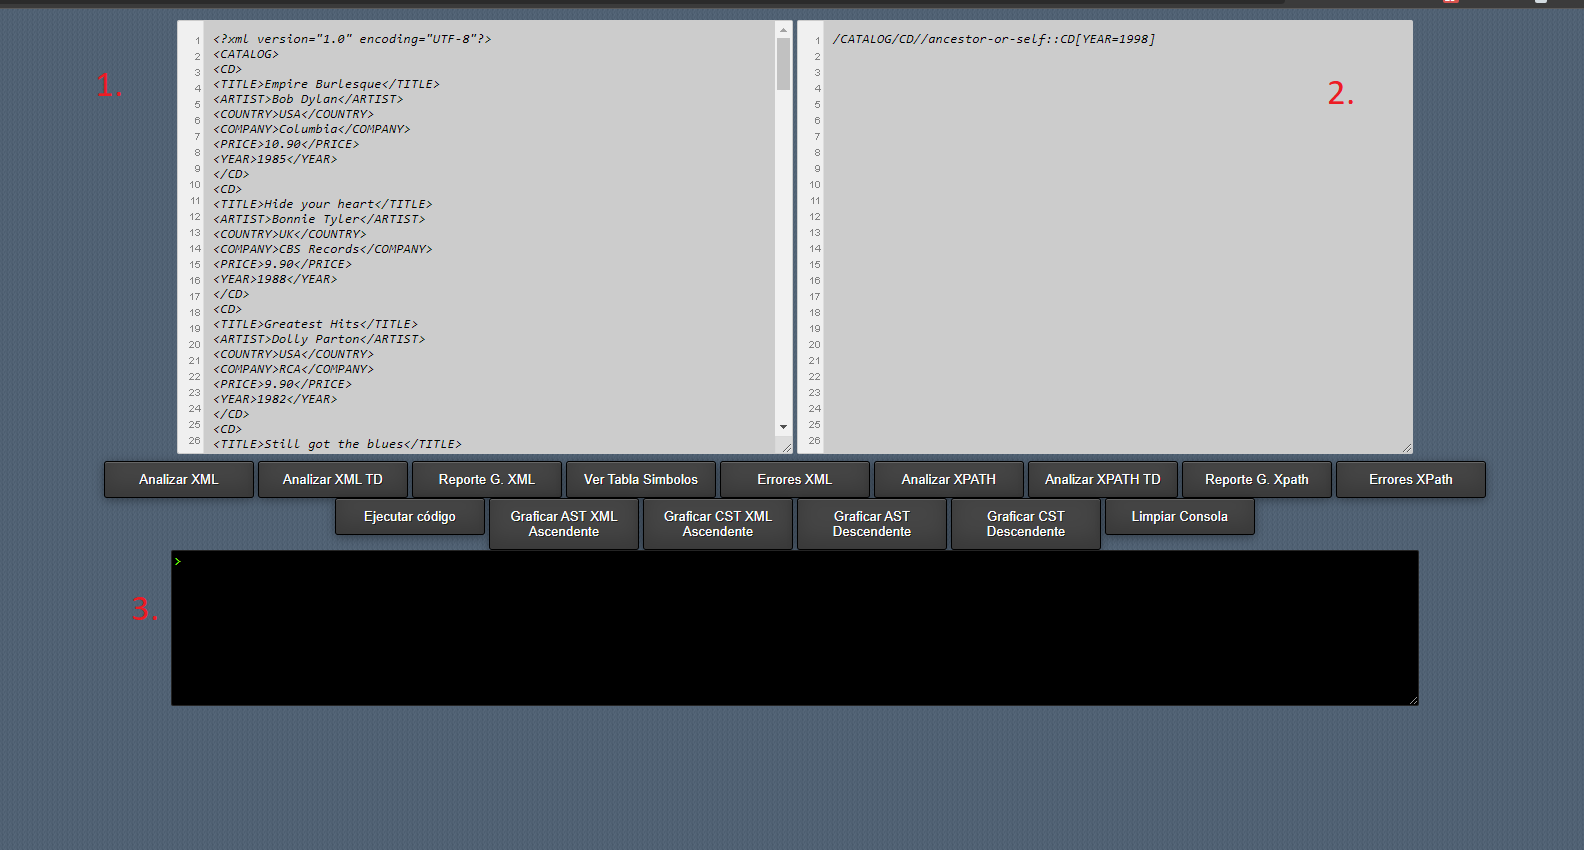 1.
1 <?xml version="1.0" encoding="UTF-8"?>
2 <CATALOG>
3 <CD>
4 <TITLE>Empire Burlesque</TITLE>
5 <ARTIST>Bob Dylan</ARTIST>
6 <COUNTRY>USA</COUNTRY>
7 <COMPANY>Columbia</COMPANY>
8 <PRICE>10.90</PRICE>
9 <YEAR>1985</YEAR>
10 </CD>
11 <CD>
12 <TITLE>Hide your heart</TITLE>
13 <ARTIST>Bonnie Tyler</ARTIST>
14 <COUNTRY>UK</COUNTRY>
15 <COMPANY>CBS Records</COMPANY>
16 <PRICE>9.90</PRICE>
17 <YEAR>1988</YEAR>
18 </CD>
19 <CD>
20 <TITLE>Greatest Hits</TITLE>
21 <ARTIST>Dolly Parton</ARTIST>
22 <COUNTRY>USA</COUNTRY>
23 <COMPANY>RCA</COMPANY>
24 <PRICE>9.90</PRICE>
25 <YEAR>1982</YEAR>
26 </CD>
<CD>
<TITLE>Still got the blues</TITLE>
2.
1 /CATALOG/CD//ancestor-or-self::CD[YEAR=1998]
2
3
4
5
6
7
8
9
10
11
12
13
14
15
16
17
18
19
20
21
22
23
24
25
26
Analizar XML
Analizar XML TD
Reporte G. XML
Ver Tabla Simbolos
Errores XML
Analizar XPATH
Analizar XPATH TD
Reporte G. Xpath
Errores XPath
Ejecutar código
Graficar AST XML
Ascendente
Graficar CST XML
Ascendente
Graficar AST
Descendente
Graficar CST
Descendente
Limpiar Consola
3.
>